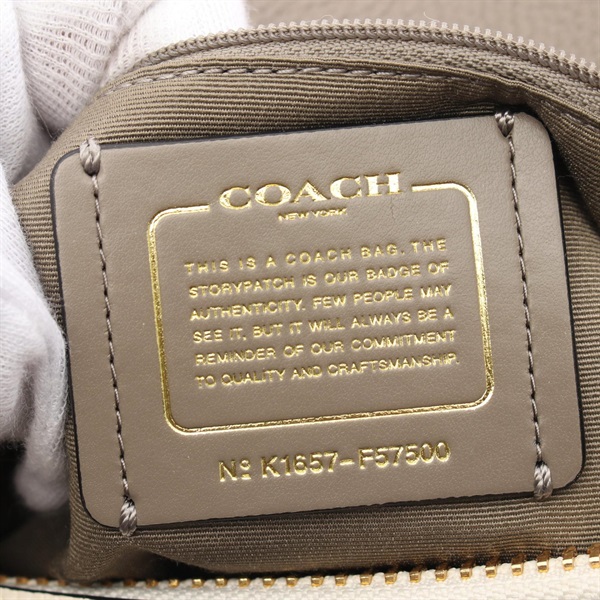 COACH
NEW YORK
THIS IS A COACH BAG. THE
STORYPATCH IS OUR BADGE OF
AUTHENTICITY. FEW PEOPLE MAY
SEE IT, BUT IT WILL ALWAYS BE A
REMINDER OF OUR COMMITMENT
TO QUALITY AND CRAFTSMANSHIP.
Nº K1657-F57500